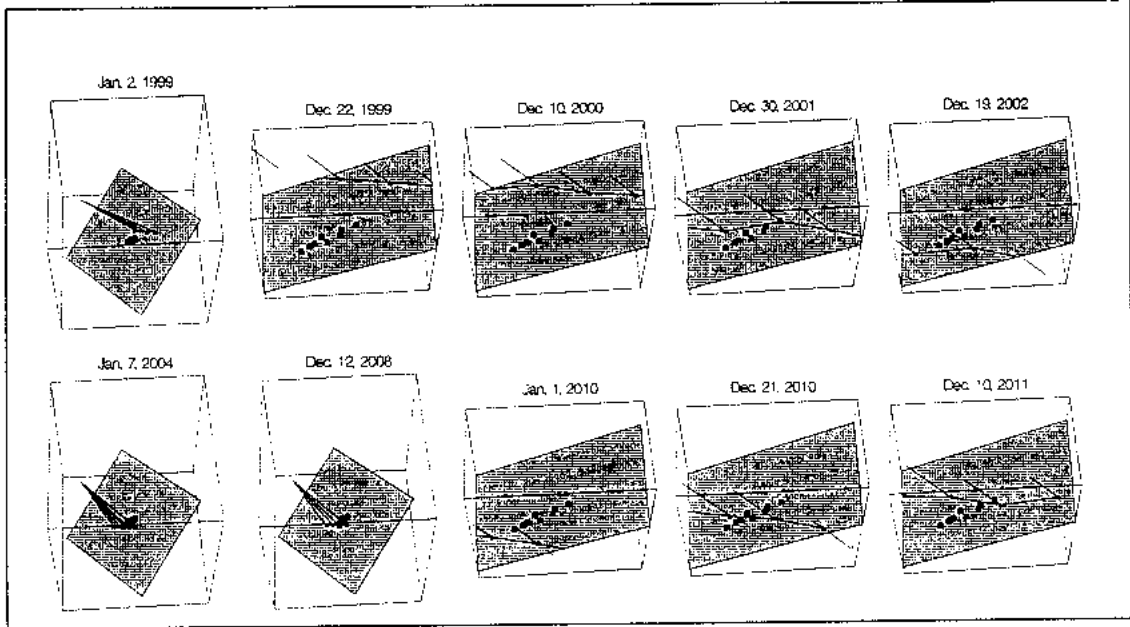 Jan. 2, 1999
Dec. 22, 1999
Dec. 10, 2000
Dec. 30, 2001
Dec. 19, 2002
Jan. 7, 2004
Dec. 12, 2008
Jan. 1, 2010
Dec. 21, 2010
Dec. 10, 2011